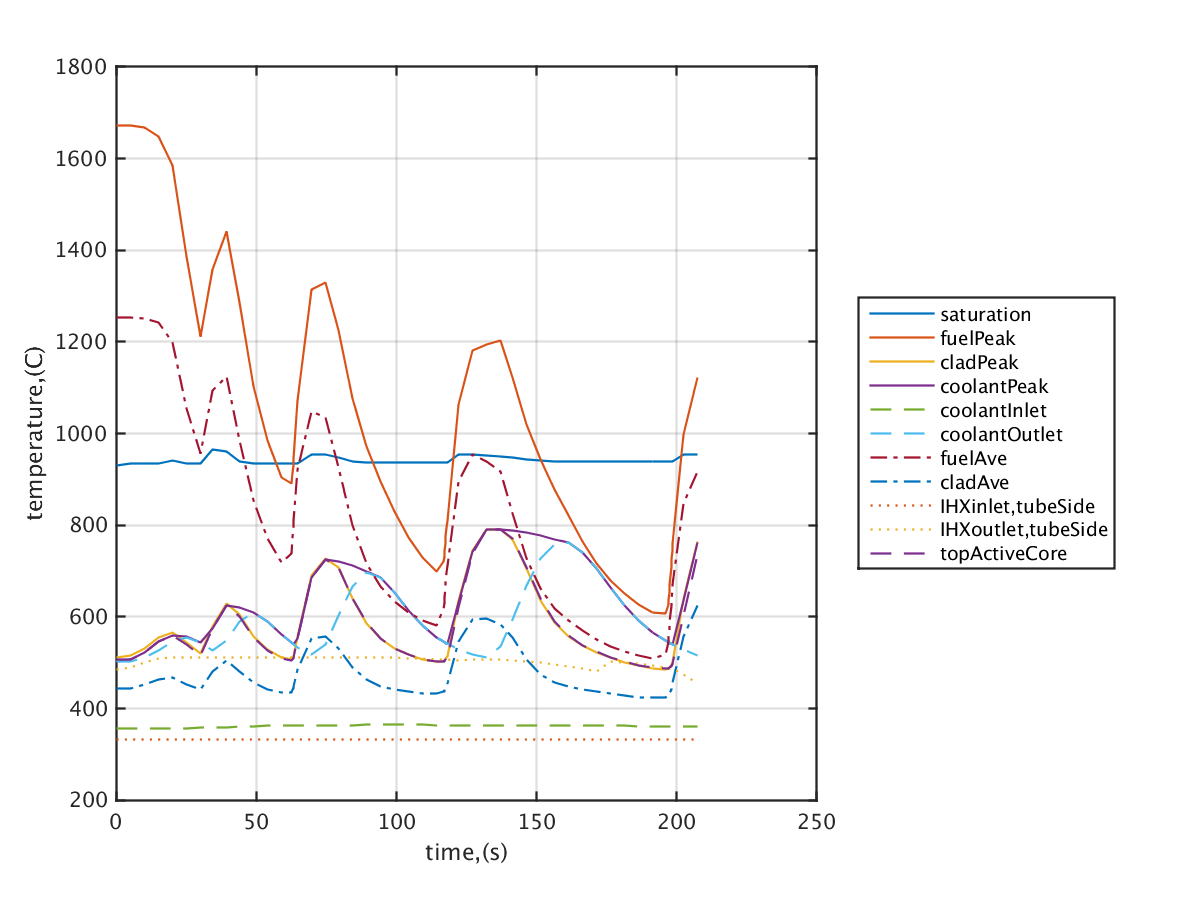 1800
1600
1400
1200
1000
800
600
400
200
0 50 100 150 200 250
time,(s)
temperature,(C)
saturation
fuelPeak
cladPeak
coolantPeak
coolantInlet
coolantOutlet
fuelAve
cladAve
IHXinlet,tubeSide
IHXoutlet,tubeSide
topActiveCore